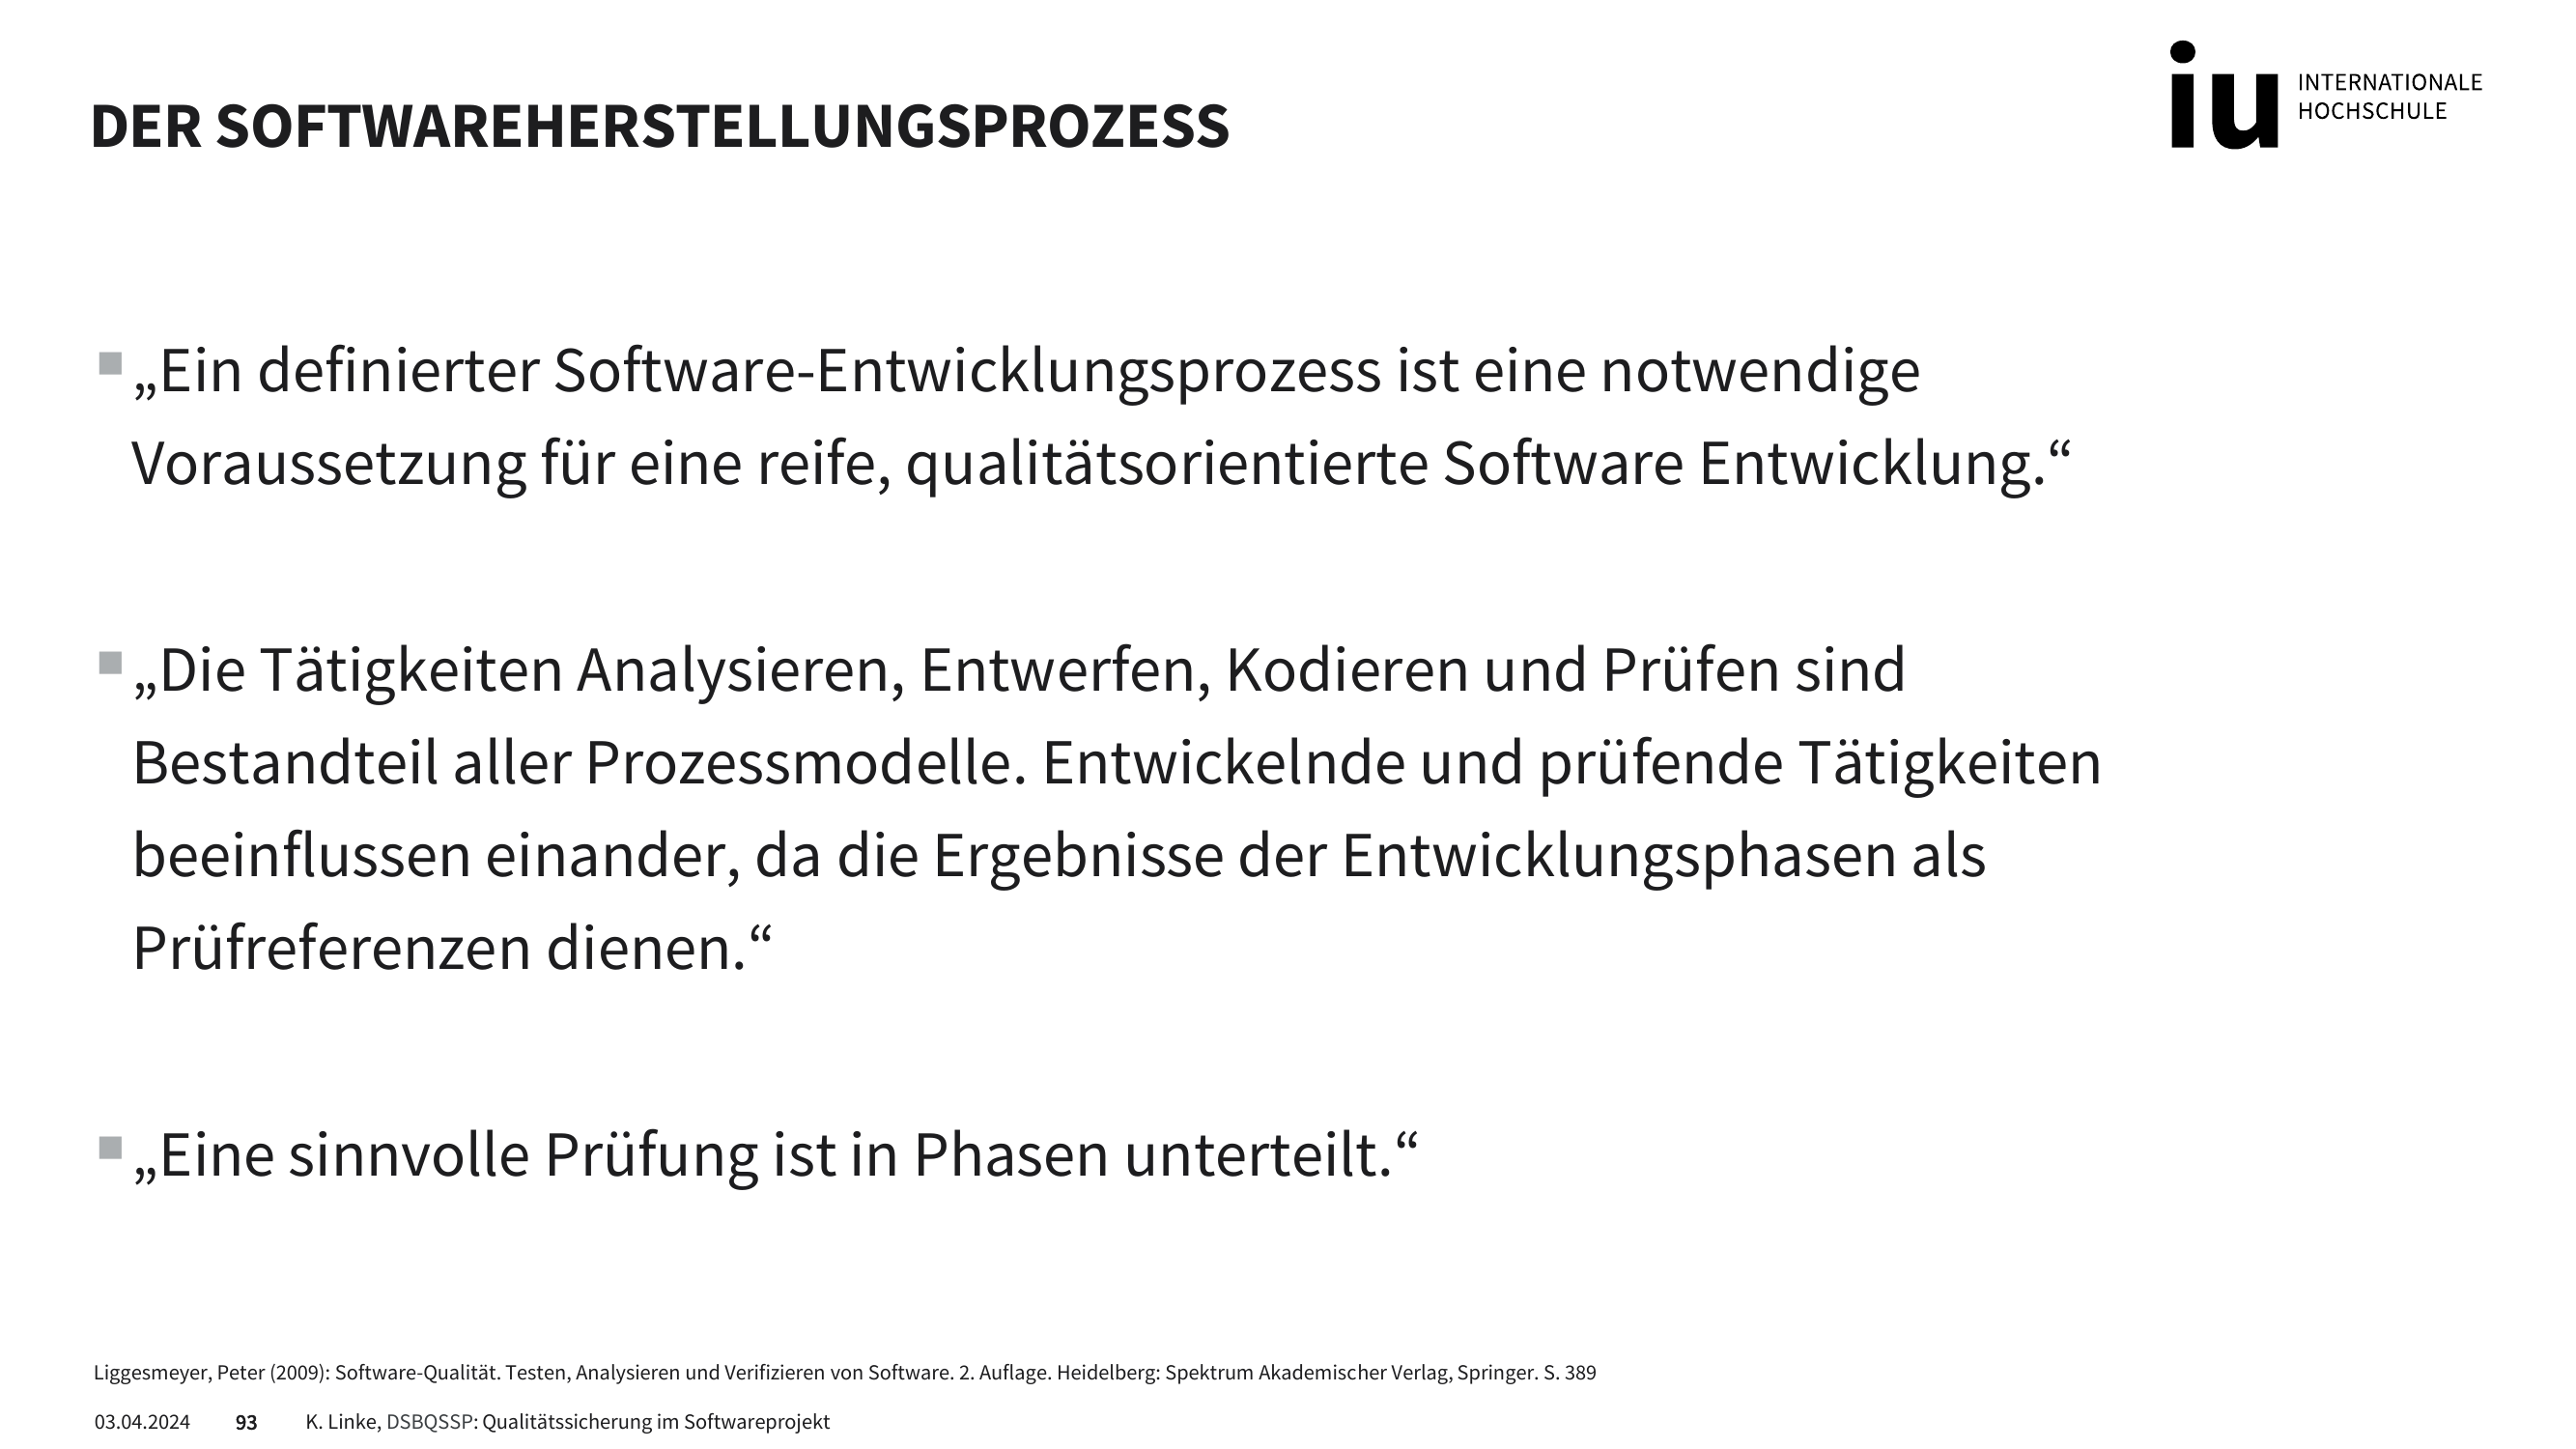 DER SOFTWAREHERSTELLUNGSPROZESS
iu INTERNATIONALE
HOCHSCHULE
„Ein definierter Software-Entwicklungsprozess ist eine notwendige
Voraussetzung für eine reife, qualitätsorientierte Software Entwicklung.“
„Die Tätigkeiten Analysieren, Entwerfen, Kodieren und Prüfen sind
Bestandteil aller Prozessmodelle. Entwickelnde und prüfende Tätigkeiten
beeinflussen einander, da die Ergebnisse der Entwicklungsphasen als
Prüfreferenzen dienen.“
„Eine sinnvolle Prüfung ist in Phasen unterteilt.“
Liggesmeyer, Peter (2009): Software-Qualität. Testen, Analysieren und Verifizieren von Software. 2. Auflage. Heidelberg: Spektrum Akademischer Verlag, Springer. S. 389
03.04.2024 93 K. Linke, DSBQSSP: Qualitätssicherung im Softwareprojekt